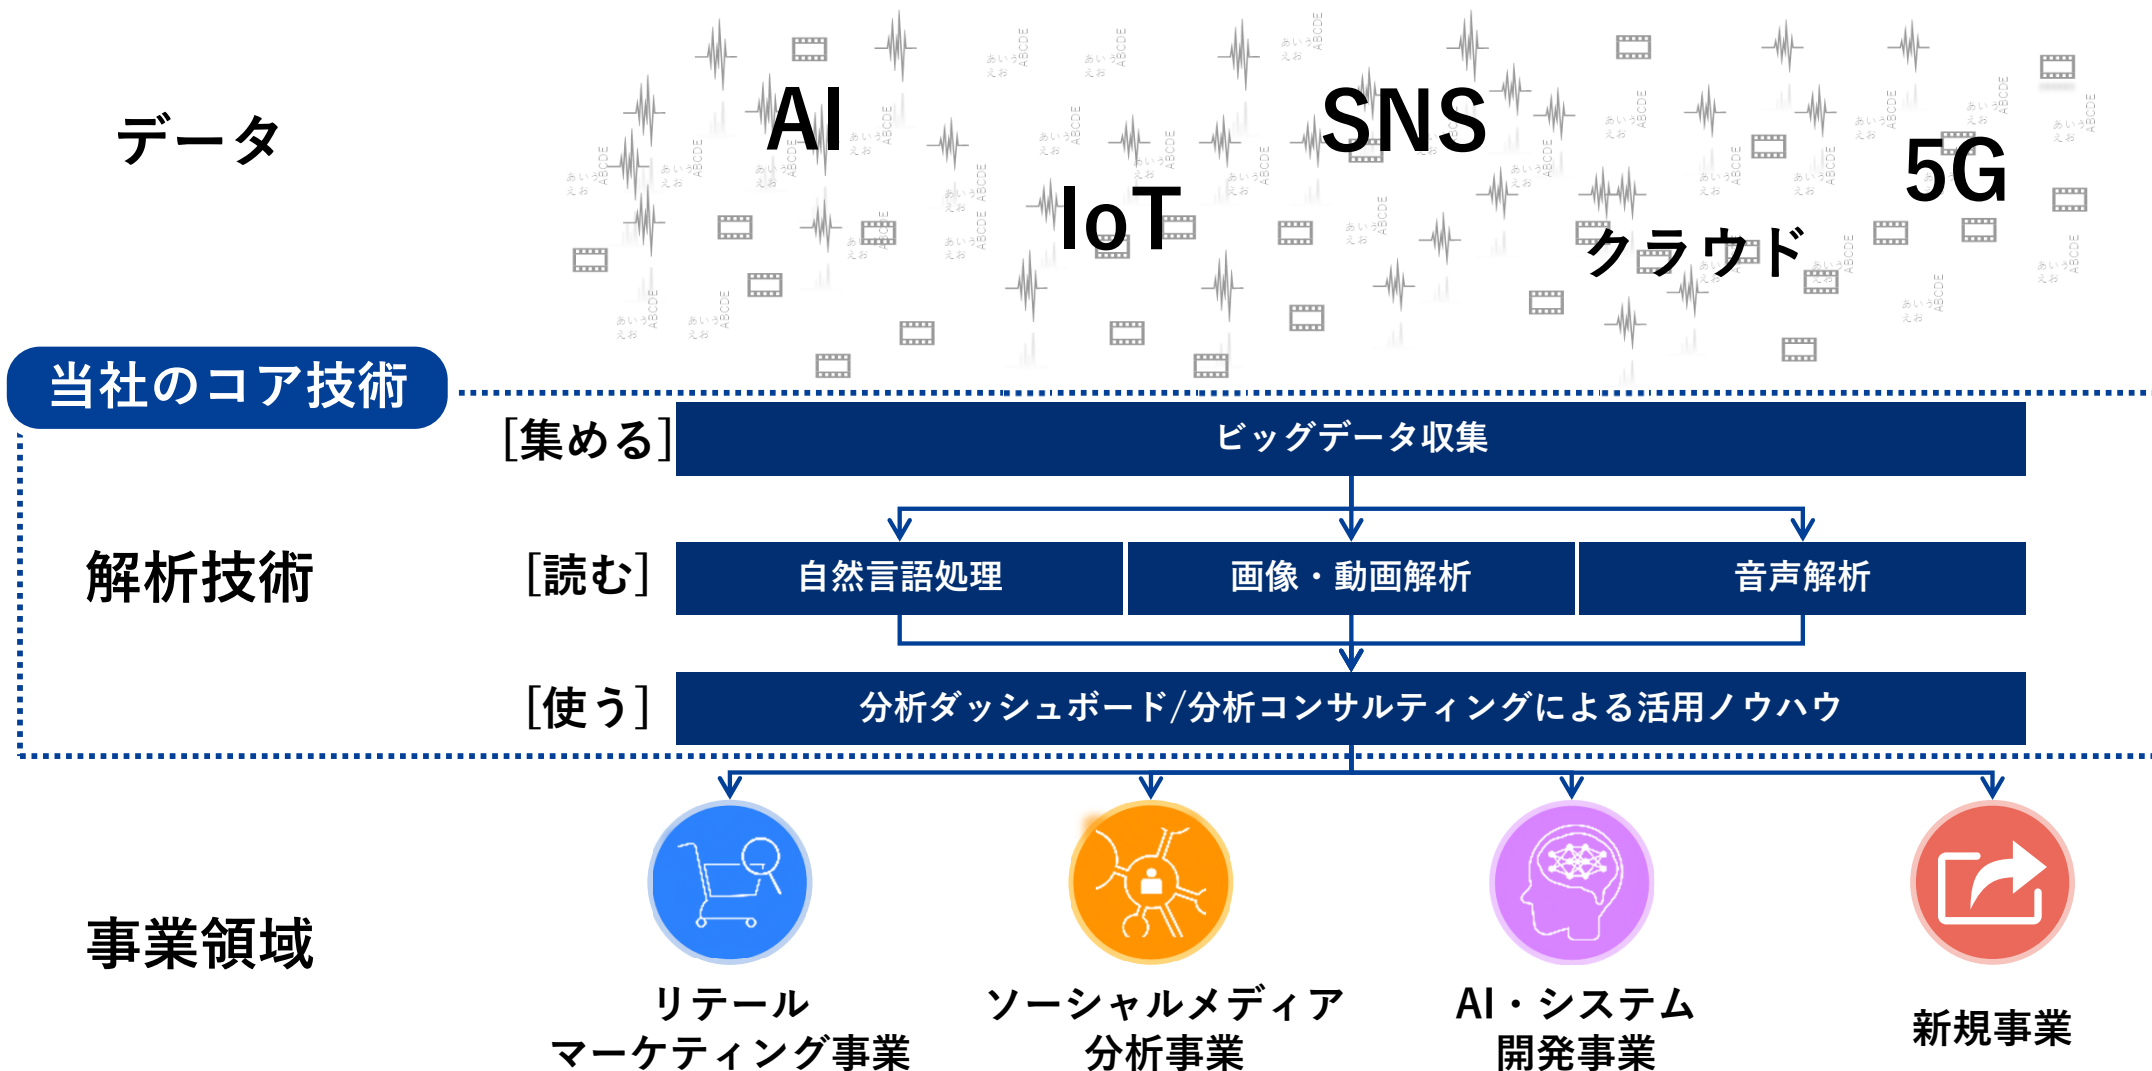 データ
AI
SNS
5G
IoT
クラウド
当社のコア技術
[集める]
ビッグデータ収集
解析技術
[読む]
自然言語処理
画像・動画解析
音声解析
[使う]
分析ダッシュボード/分析コンサルティングによる活用ノウハウ
事業領域
リテール
マーケティング事業
ソーシャルメディア
分析事業
AI・システム
開発事業
新規事業
あいう
えお
ABCDE